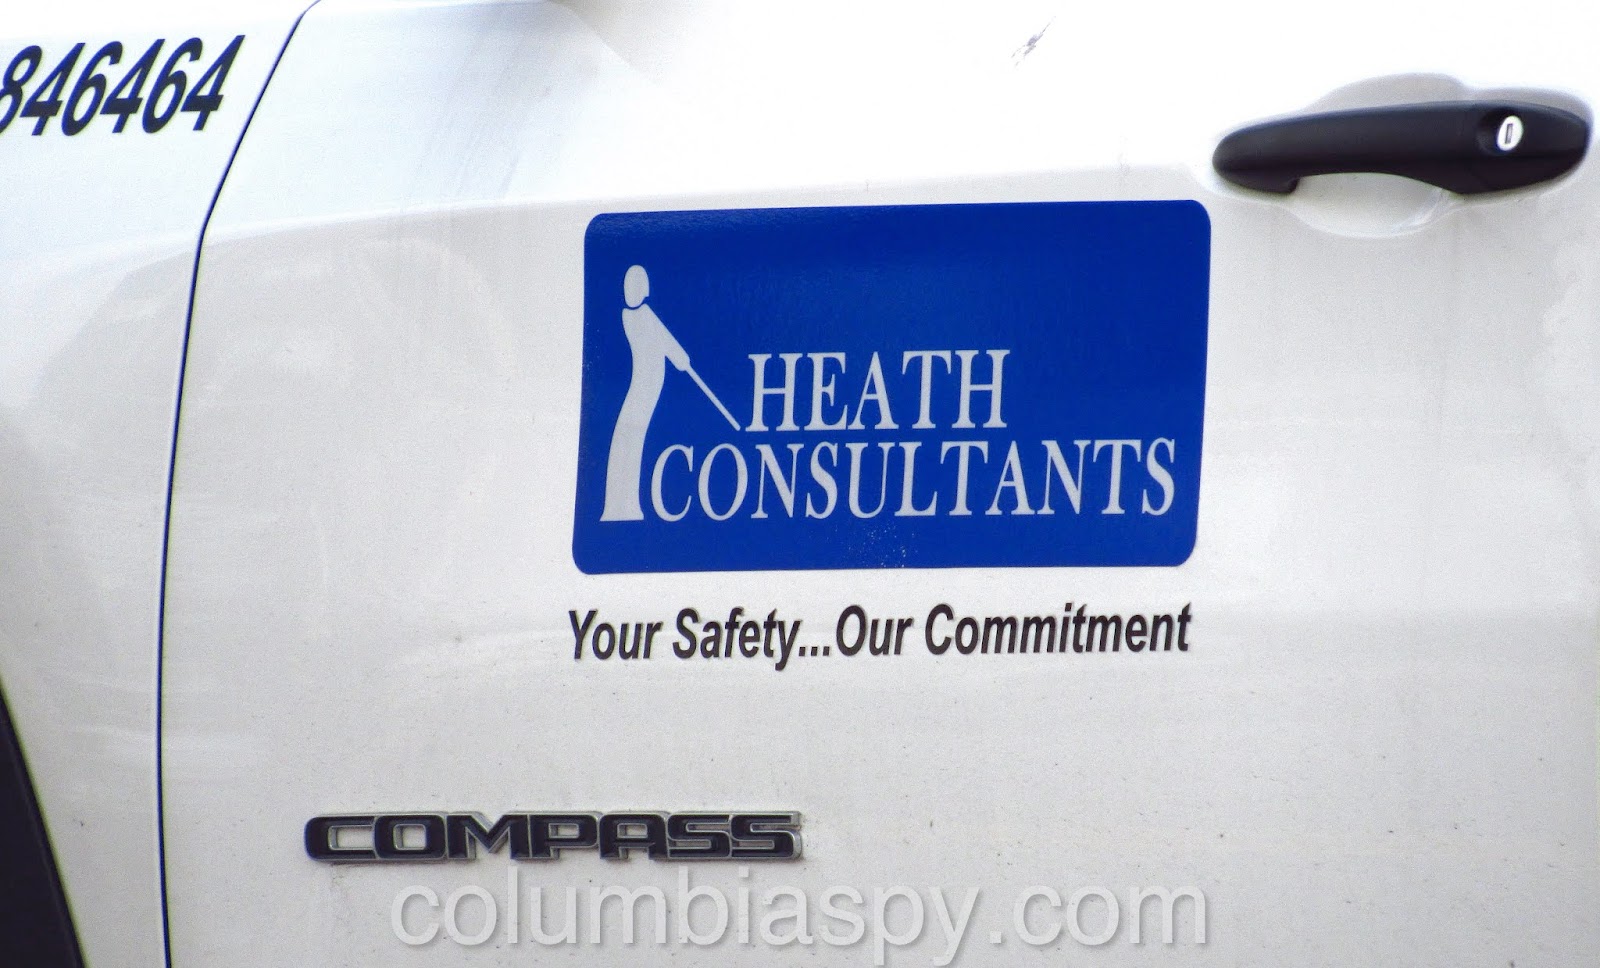 846464
HEATH
CONSULTANTS
Your Safety...Our Commitment
COMPASS
columbiaspy.com